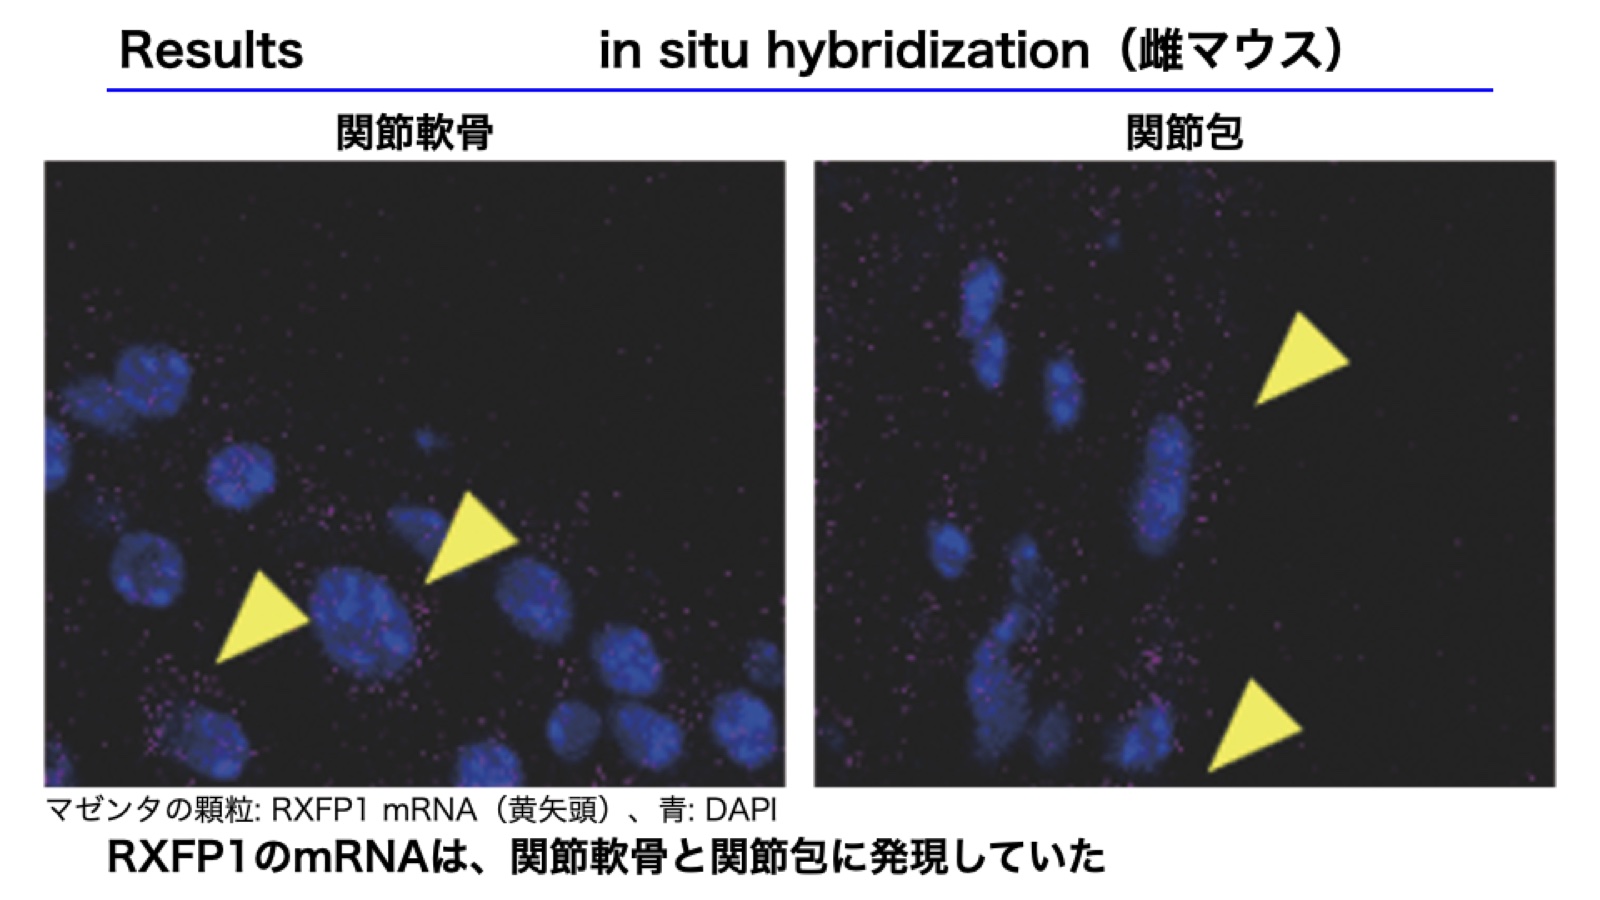 Results
in situ hybridization（雌マウス）
関節軟骨
関節包
マゼンタの顆粒: RXFP1 mRNA（黄矢頭）、青: DAPI
RXFP1のmRNAは、関節軟骨と関節包に発現していた